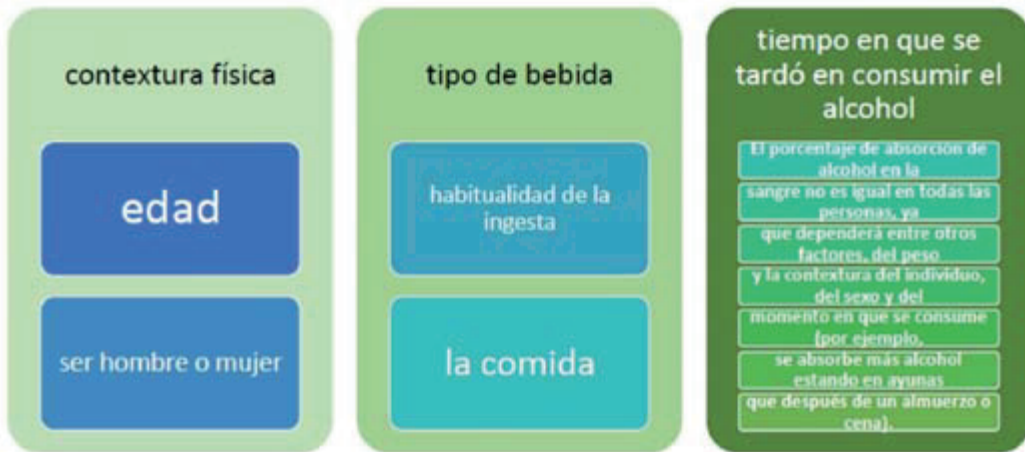 contextura física
edad
ser hombre o mujer
tipo de bebida
habitualidad de la
ingesta
la comida
tiempo en que se
tardó en consumir el
alcohol
El porcentaje de absorción de
alcohol en la
sangre no es igual en todas las
personas, ya
que dependerá entre otros
factores, del peso
y la contextura del individuo,
del sexo y del
momento en que se consume
(por ejemplo,
se absorbe más alcohol
estando en ayunas
que después de un almuerzo o
cena).